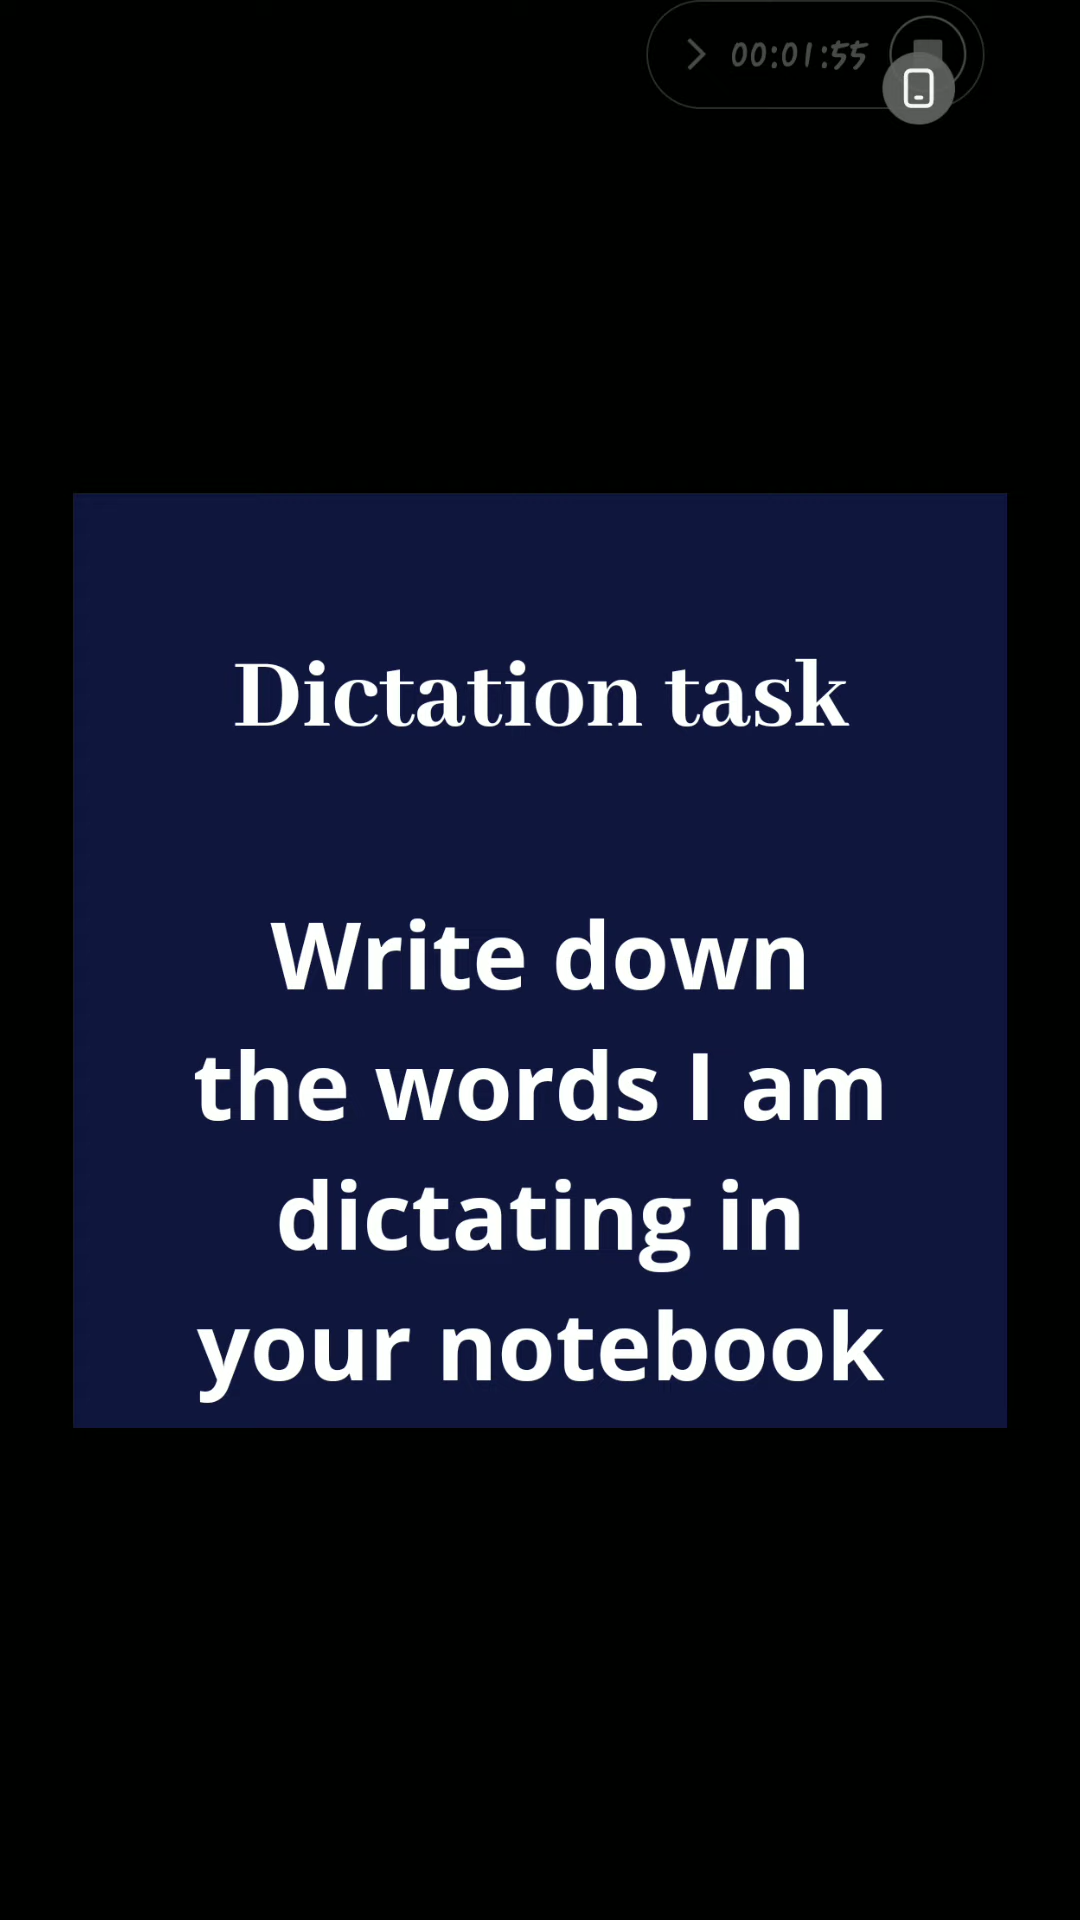 00:01:55
Dictation task
Write down
the words I am
dictating in
your notebook